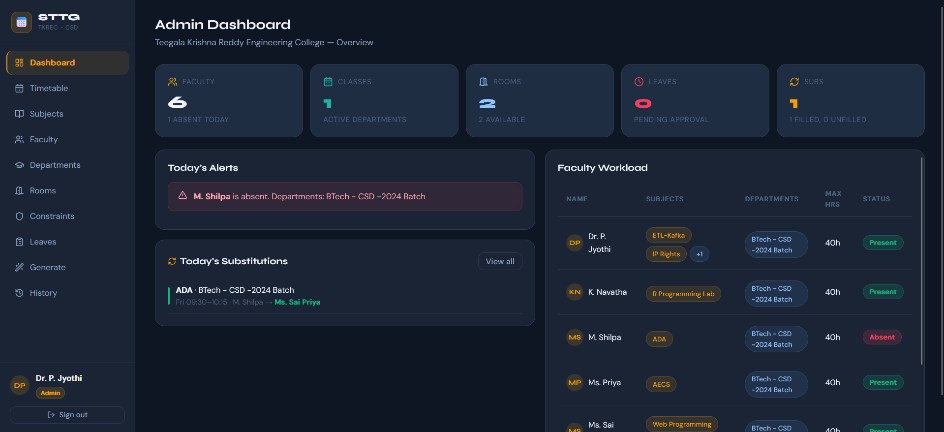 STTG
TKREC - CSD
Dashboard
Timetable
Subjects
Faculty
Departments
Rooms
Constraints
Leaves
Generate
History
DP
Dr. P. Jyothi
Admin
Sign out
Admin Dashboard
Teegala Krishna Reddy Engineering College — Overview
FACULTY
6
1 ABSENT TODAY
CLASSES
1
ACTIVE DEPARTMENTS
ROOMS
2
2 AVAILABLE
LEAVES
0
PENDING APPROVAL
SUBS
1
1 FILLED, 0 UNFILLED
Today's Alerts
M. Shilpa is absent. Departments: BTech - CSD -2024 Batch
Today's Substitutions
View all
ADA · BTech - CSD -2024 Batch
Fri 09:30–10:15 · M. Shilpa → Ms. Sai Priya
Faculty Workload
NAME SUBJECTS DEPARTMENTS MAX HRS STATUS
DP Dr. P. Jyothi ETL-Kafka IP Rights +1 BTech - CSD -2024 Batch 40h Present
KN K. Navatha R Programming Lab BTech - CSD -2024 Batch 40h Present
MS M. Shilpa ADA BTech - CSD -2024 Batch 40h Absent
MP Ms. Priya AECS BTech - CSD -2024 Batch 40h Present
MS Ms. Sai Web Programming BTech - CSD 40h Present